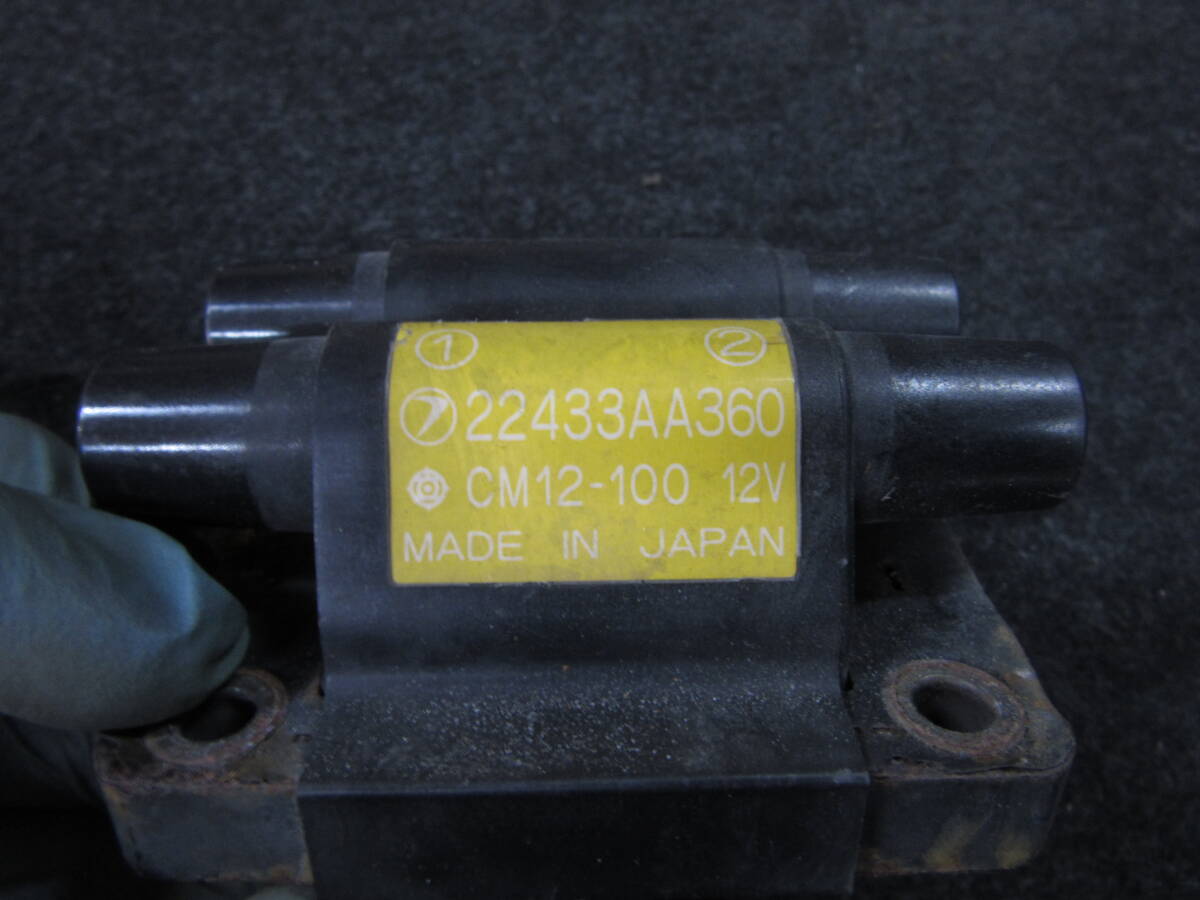 ① ②
22433AA360
CM12-100 12V
MADE IN JAPAN